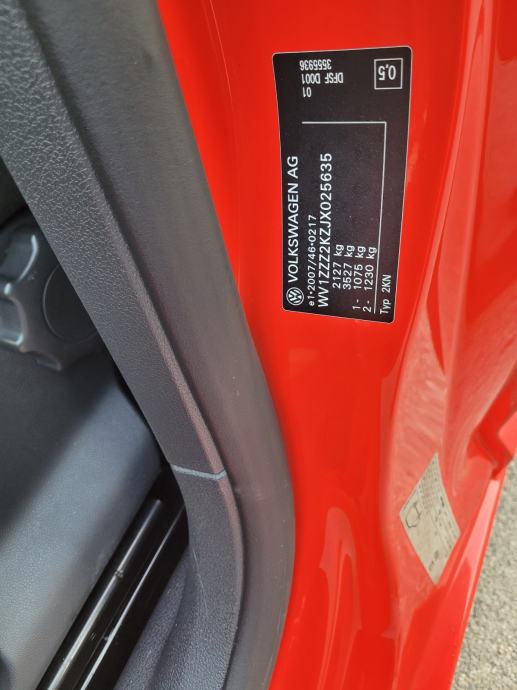 VOLKSWAGEN AG
e1*2007/46*0217
WV1ZZZ2KZJX025635
2127 kg
3527 kg
1- 1075 kg
2- 1230 kg
Typ 2KN
01
DFSF D001
3555936
0,5